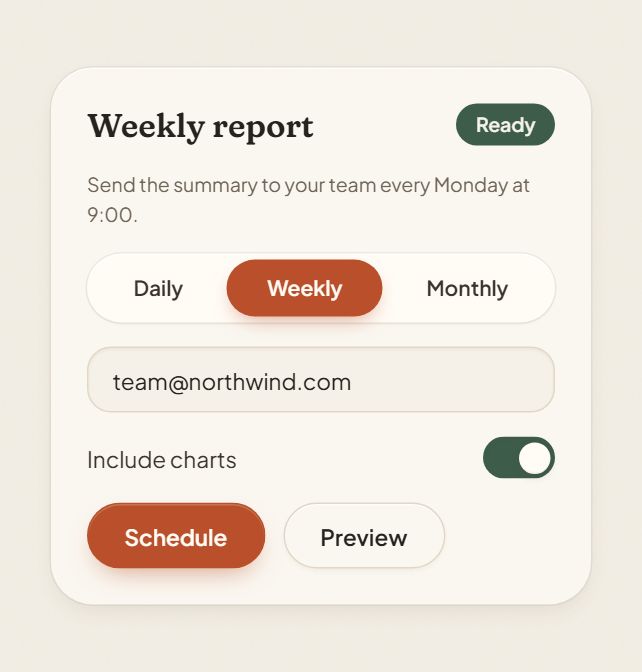 Weekly report
Ready
Send the summary to your team every Monday at
9:00.
Daily
Weekly
Monthly
team@northwind.com
Include charts
Schedule
Preview